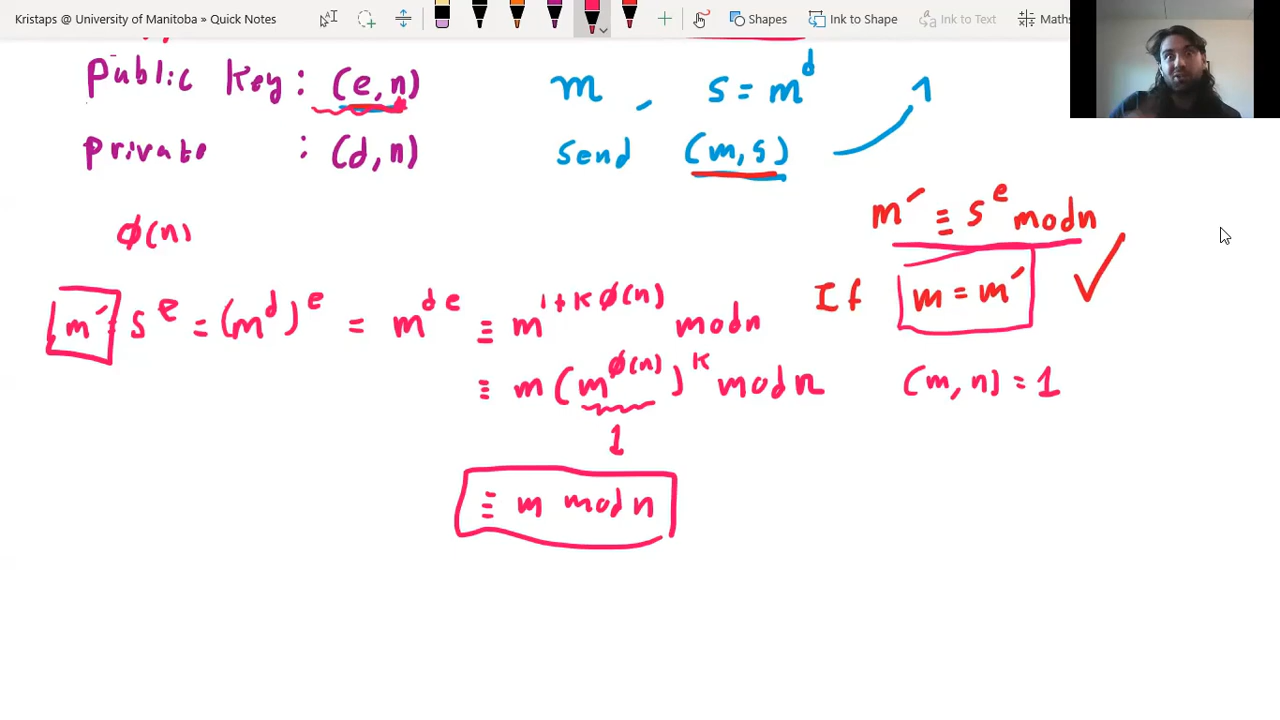 Kristaps @ University of Manitoba » Quick Notes
Shapes
Ink to Shape
Ink to Text
Maths
Public Key: (e,n)
m , s = m^d
1
private : (d,n)
send (m,s)
φ(n)
m´ ≡ s^e mod n
If m = m´ ✓
m´ = s^e = (m^d)^e = m^de ≡ m^1+kφ(n) mod n
≡ m (m^φ(n))^k mod n
(m, n) = 1
1
≡ m mod n